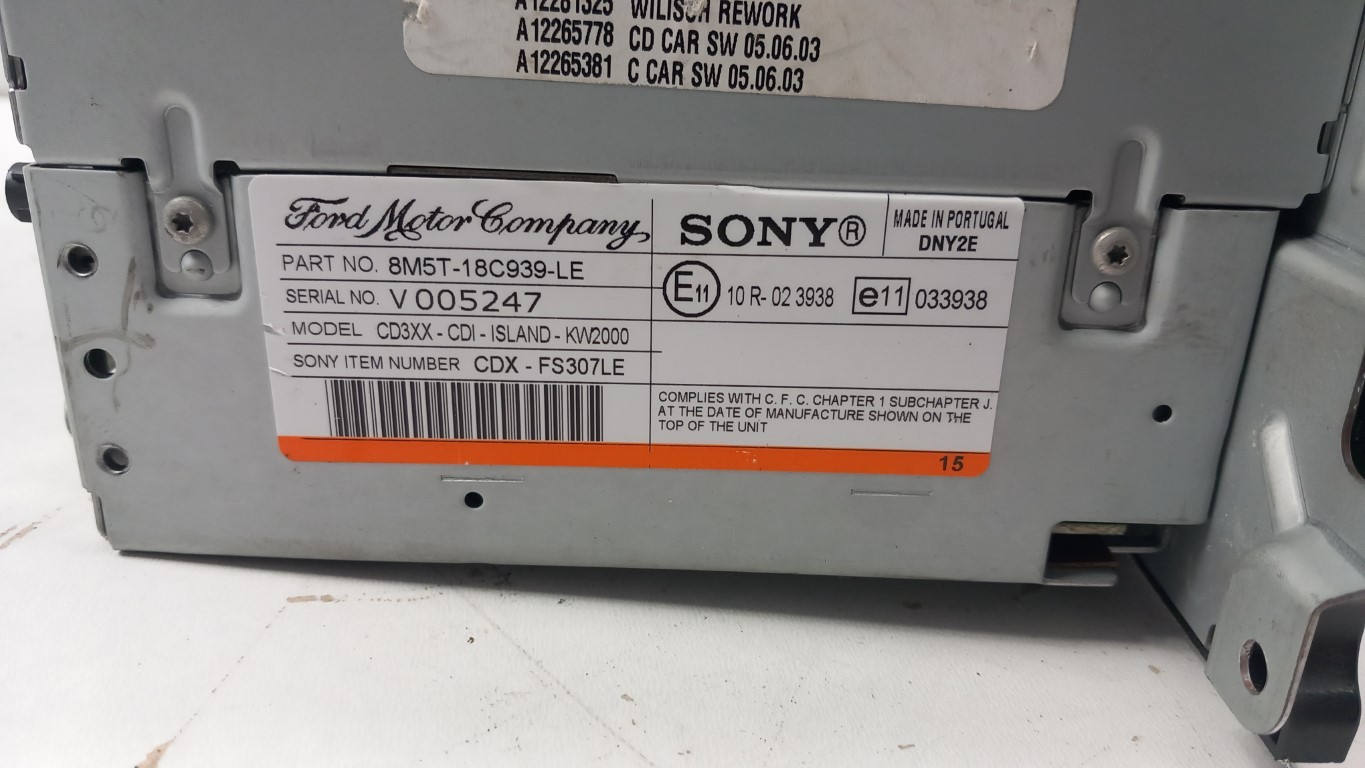 A12281325 WILISCH REWORK
A12265778 CD CAR SW 05.06.03
A12265381 C CAR SW 05.06.03
Ford Motor Company
SONY®
MADE IN PORTUGAL
DNY2E
PART NO. 8M5T-18C939-LE
SERIAL NO. V005247
MODEL CD3XX - CDI - ISLAND - KW2000
SONY ITEM NUMBER CDX - FS307LE
E11 10 R- 02 3938 e11 033938
COMPLIES WITH C. F. C. CHAPTER 1 SUBCHAPTER J.
AT THE DATE OF MANUFACTURE SHOWN ON THE
TOP OF THE UNIT
15